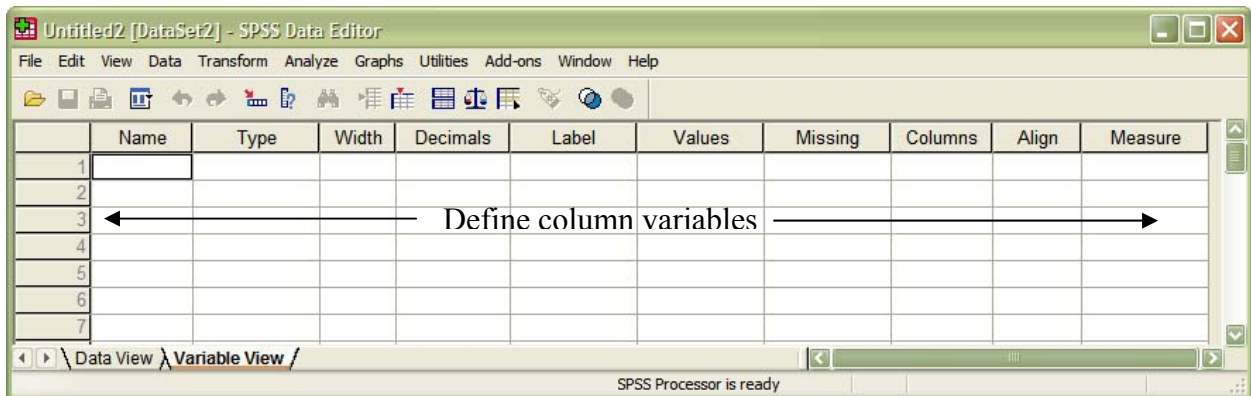 Untitled2 [DataSet2] - SPSS Data Editor
File Edit View Data Transform Analyze Graphs Utilities Add-ons Window Help
Name Type Width Decimals Label Values Missing Columns Align Measure
1
2
3 Define column variables
4
5
6
7
Data View Variable View
SPSS Processor is ready